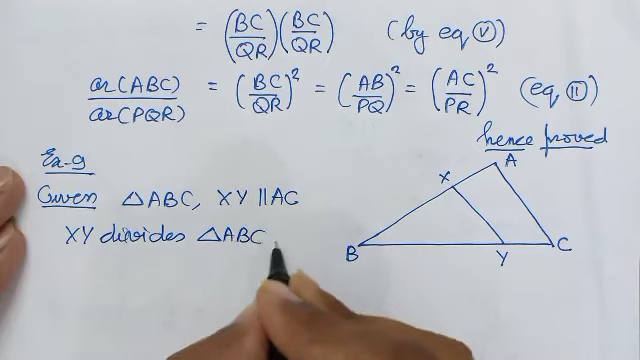 = (BC/QR)(BC/QR) (by eq Ⓥ)
ar(ABC)/ar(PQR) = (BC/QR)² = (AB/PQ)² = (AC/PR)² (eq ⑪)
hence proved
Ex-9
Given △ABC, XY ∥ AC
XY divides △ABC
A
X
B
Y
C